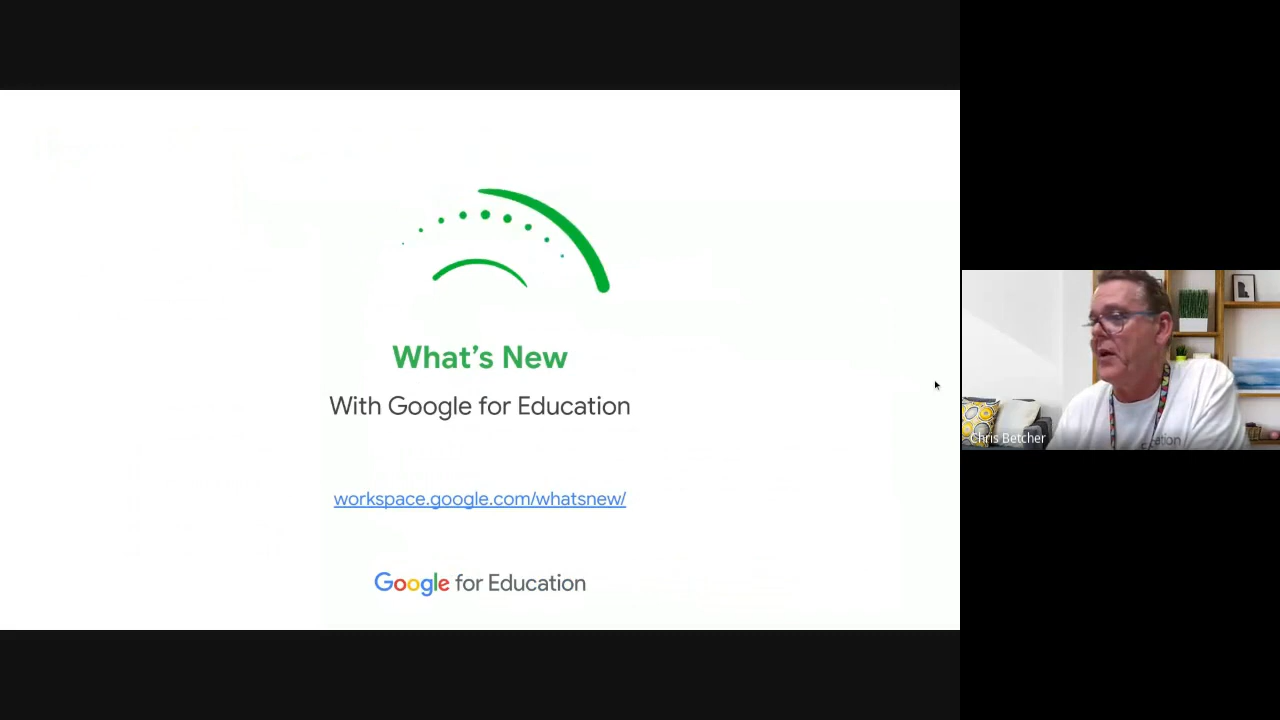 What's New
With Google for Education
workspace.google.com/whatsnew/
Google for Education
Chris Betcher